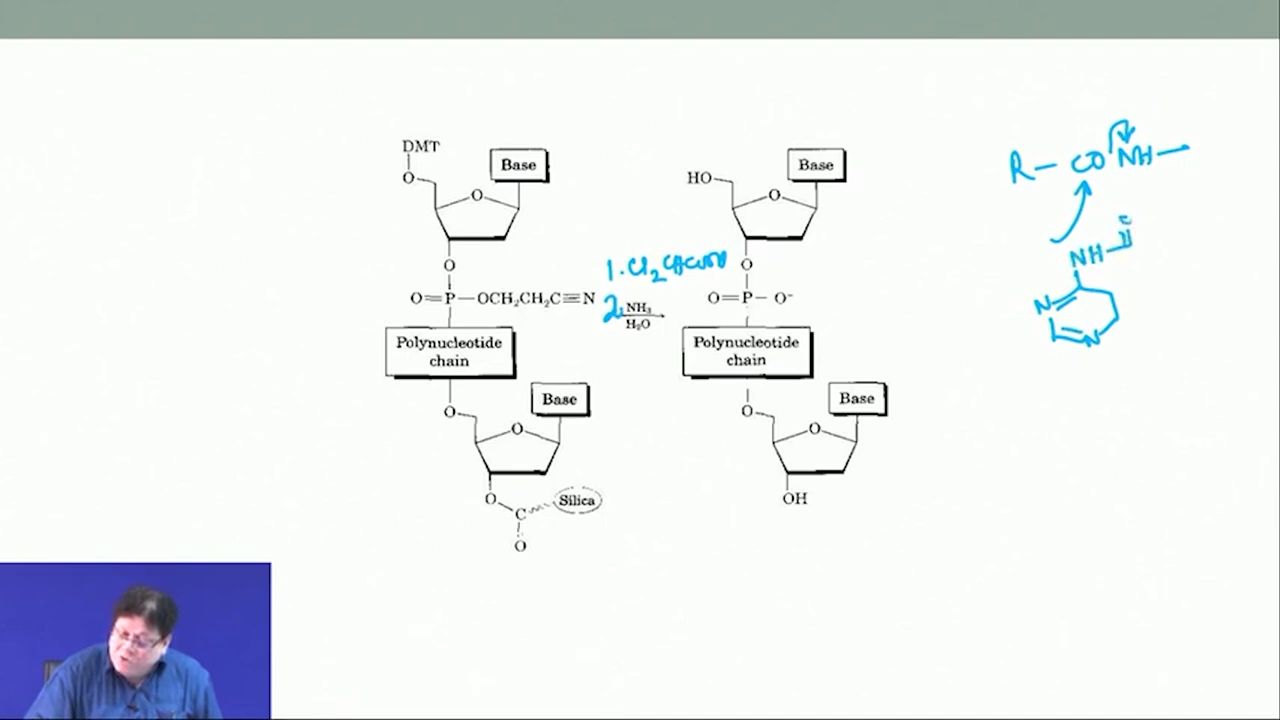 DMT
O
Base
O
O
O=P—OCH₂CH₂C≡N
Polynucleotide
chain
O
Base
O
O
C
Silica
O
1. Cl₂CHCOOH
2. NH₃
H₂O
HO
Base
O
O
O=P—O⁻
Polynucleotide
chain
O
Base
O
OH
R—CO NH—
NH
N
N